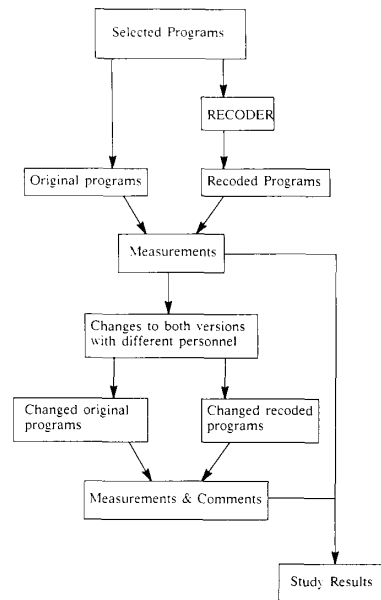 Selected Programs
RECODER
Original programs
Recoded Programs
Measurements
Changes to both versions
with different personnel
Changed original
programs
Changed recoded
programs
Measurements & Comments
Study Results